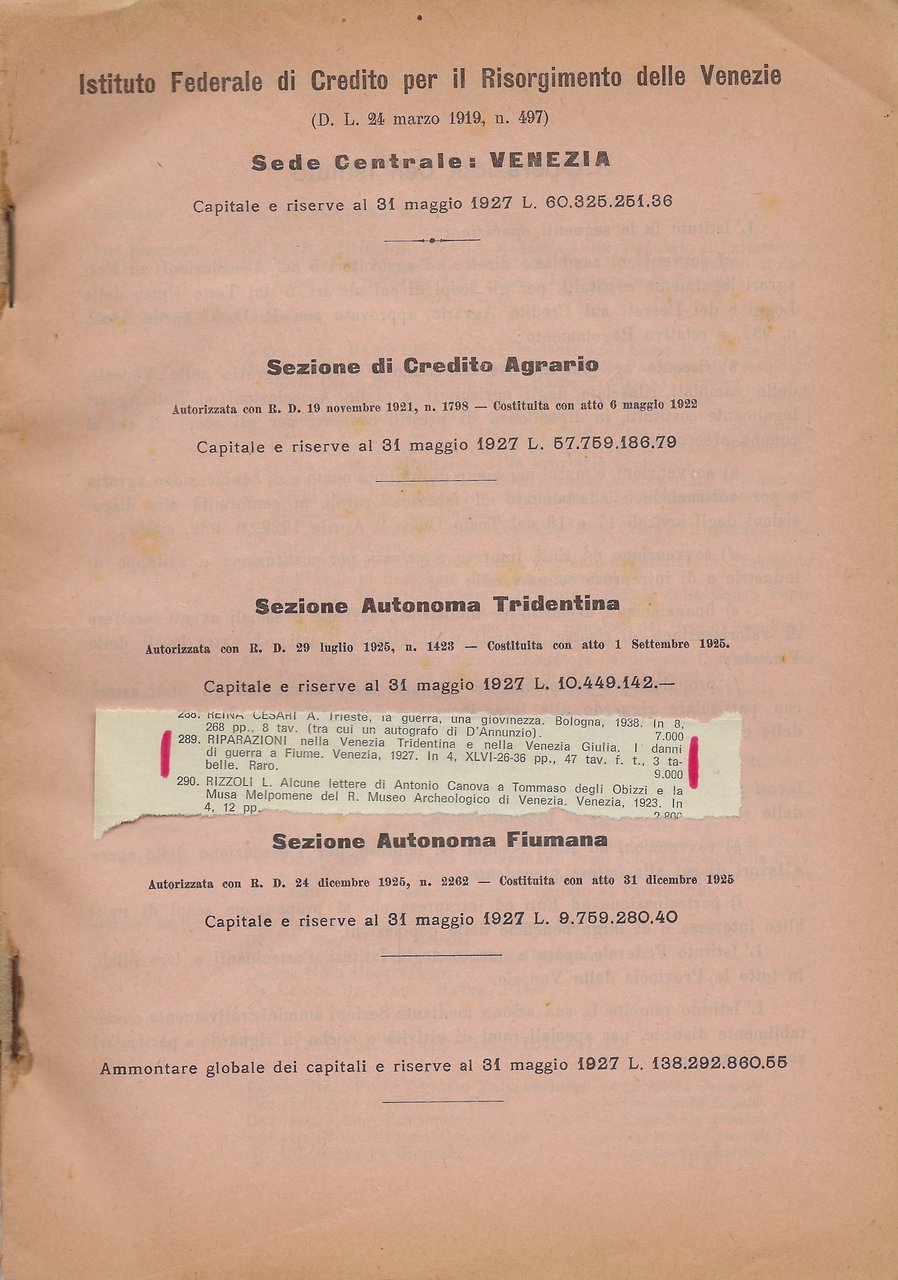 Istituto Federale di Credito per il Risorgimento delle Venezie
(D. L. 24 marzo 1919, n. 497)
Sede Centrale: VENEZIA
Capitale e riserve al 31 maggio 1927 L. 60.325.251.36
Sezione di Credito Agrario
Autorizzata con R. D. 19 novembre 1921, n. 1798 — Costituita con atto 6 maggio 1922
Capitale e riserve al 31 maggio 1927 L. 57.759.186.79
Sezione Autonoma Tridentina
Autorizzata con R. D. 29 luglio 1925, n. 1423 — Costituita con atto 1 Settembre 1925.
Capitale e riserve al 31 maggio 1927 L. 10.449.142.—
288. REINA CESARI A. Trieste, la guerra, una giovinezza. Bologna, 1938. In 8,
268 pp., 8 tav. (tra cui un autografo di D'Annunzio). 7.000
289. RIPARAZIONI nella Venezia Tridentina e nella Venezia Giulia. I danni
di guerra a Fiume. Venezia, 1927. In 4, XLVI-26-36 pp., 47 tav. f. t., 3 ta-
belle. Raro. 9.000
290. RIZZOLI L. Alcune lettere di Antonio Canova a Tommaso degli Obizzi e la
Musa Melpomene del R. Museo Archeologico di Venezia. Venezia, 1923. In
4, 12 pp. 2.800
Sezione Autonoma Fiumana
Autorizzata con R. D. 24 dicembre 1925, n. 2262 — Costituita con atto 31 dicembre 1925
Capitale e riserve al 31 maggio 1927 L. 9.759.280.40
Ammontare globale dei capitali e riserve al 31 maggio 1927 L. 138.292.860.55